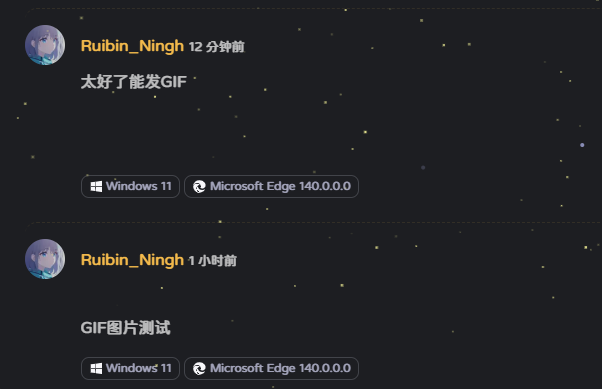 Ruibin_Ningh 12 分钟前
太好了能发GIF
Windows 11 Microsoft Edge 140.0.0.0
Ruibin_Ningh 1 小时前
GIF图片测试
Windows 11 Microsoft Edge 140.0.0.0